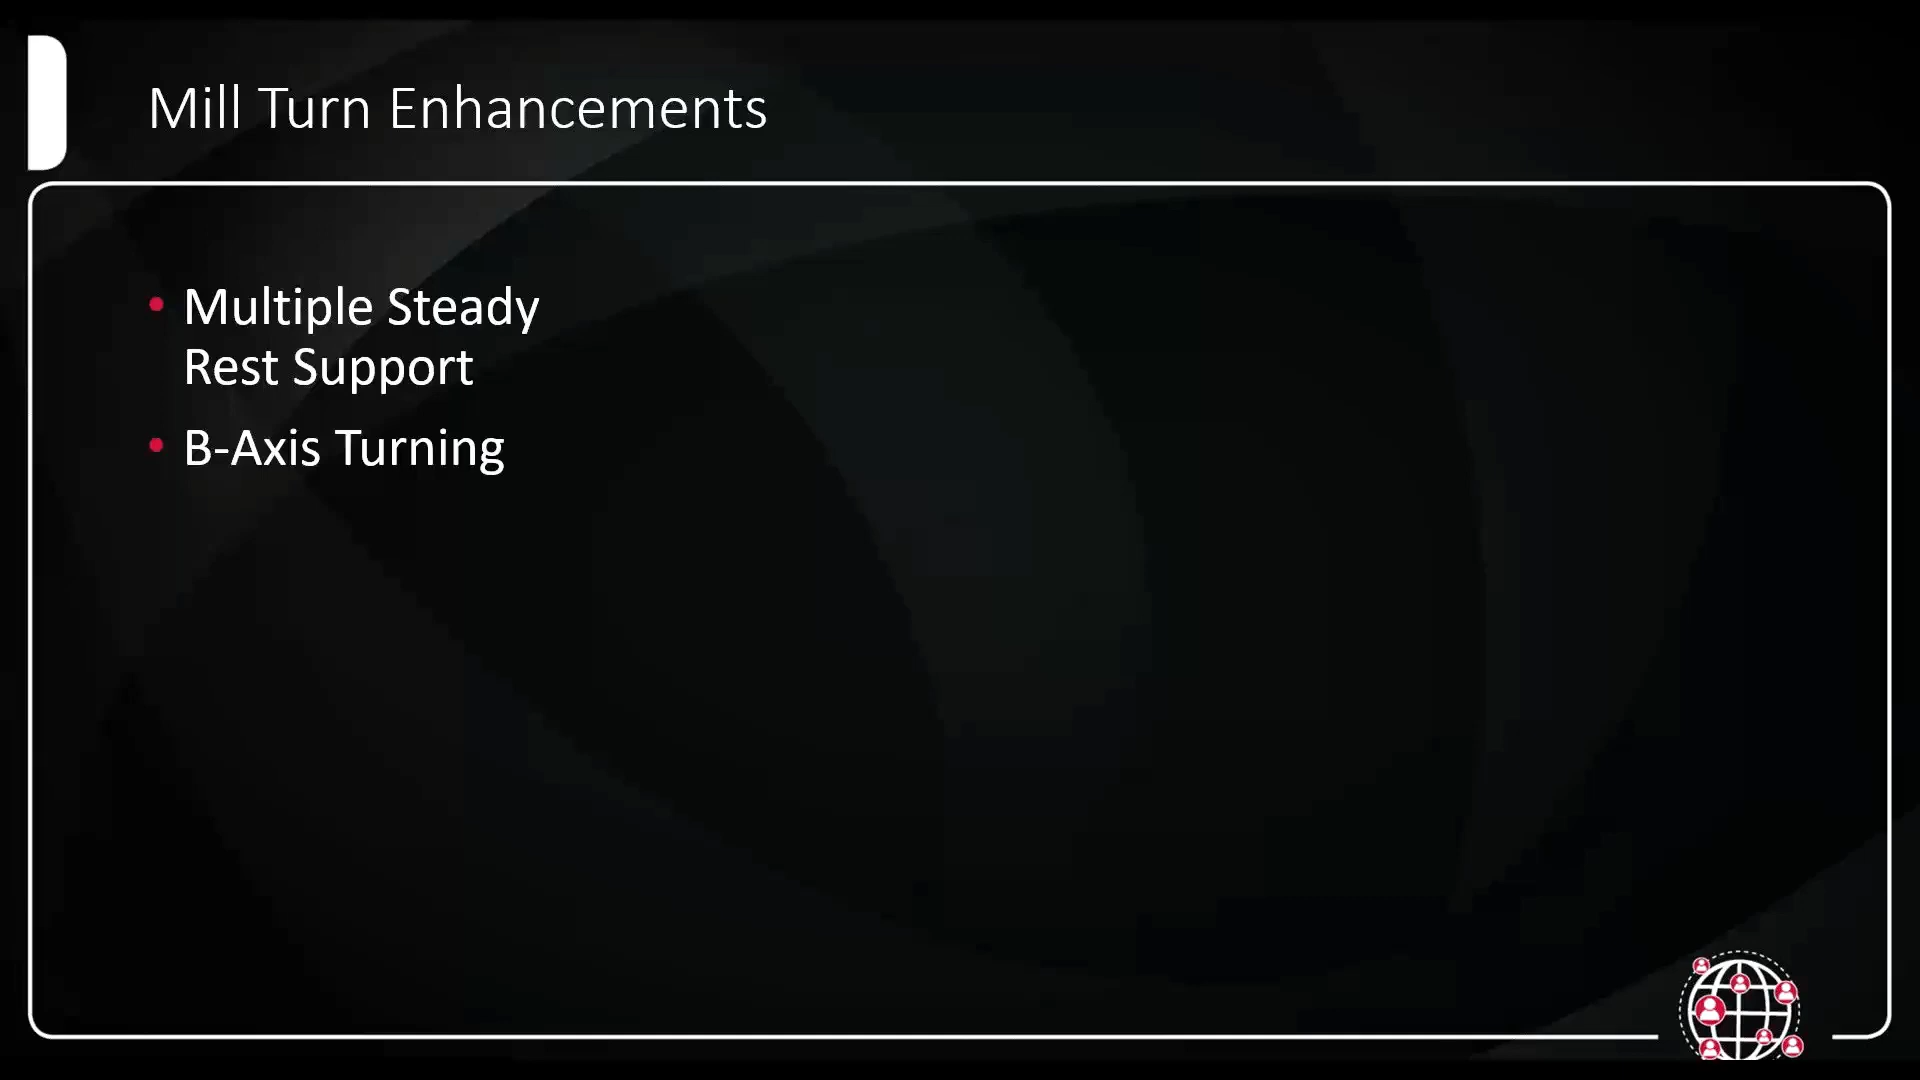 Mill Turn Enhancements
• Multiple Steady
Rest Support
• B-Axis Turning